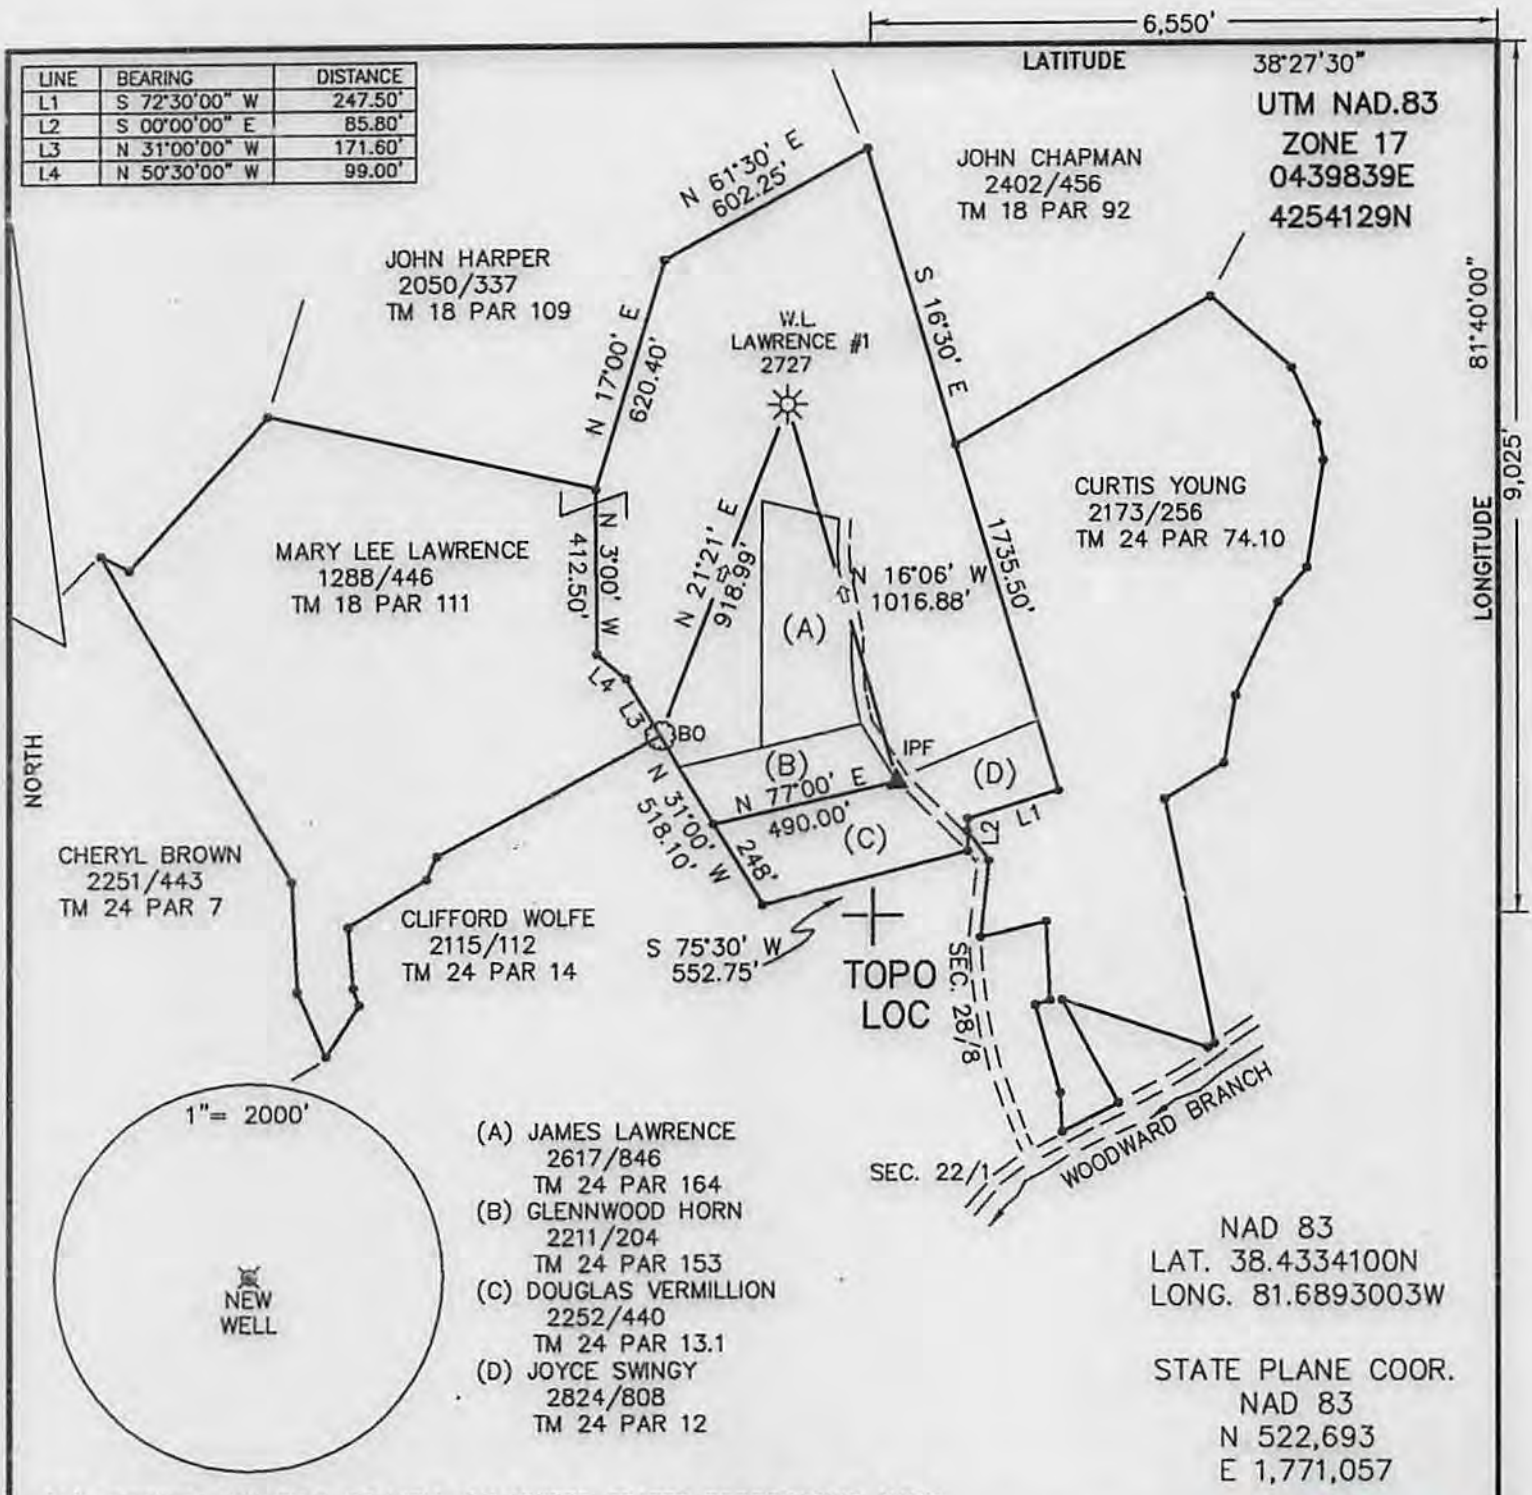 6,550'
LINE BEARING DISTANCE
L1 S 72°30'00" W 247.50'
L2 S 00°00'00" E 85.80'
L3 N 31°00'00" W 171.60'
L4 N 50°30'00" W 99.00'
LATITUDE 38°27'30"
UTM NAD.83
ZONE 17
0439839E
4254129N
JOHN CHAPMAN
2402/456
TM 18 PAR 92
N 61°30' E
602.25'
JOHN HARPER
2050/337
TM 18 PAR 109
W.L.
LAWRENCE #1
2727
S 16°30' E
1735.50'
N 17°00' E
620.40'
81°40'00"
LONGITUDE
9,025'
CURTIS YOUNG
2173/256
TM 24 PAR 74.10
MARY LEE LAWRENCE
1288/446
TM 18 PAR 111
N 3°00' W
412.50'
N 21°21' E
918.99'
N 16°06' W
1016.88'
(A)
L4
L3
BO
IPF
(B)
(D)
N 77°00' E
490.00'
(C)
L2
L1
N 31°00' W
518.10'
248'
NORTH
CHERYL BROWN
2251/443
TM 24 PAR 7
CLIFFORD WOLFE
2115/112
TM 24 PAR 14
S 75°30' W
552.75'
TOPO
LOC
SEC. 28/8
SEC. 22/1
WOODWARD BRANCH
1"= 2000'
NEW
WELL
(A) JAMES LAWRENCE
2617/846
TM 24 PAR 164
(B) GLENNWOOD HORN
2211/204
TM 24 PAR 153
(C) DOUGLAS VERMILLION
2252/440
TM 24 PAR 13.1
(D) JOYCE SWINGY
2824/808
TM 24 PAR 12
NAD 83
LAT. 38.4334100N
LONG. 81.6893003W
STATE PLANE COOR.
NAD 83
N 522,693
E 1,771,057